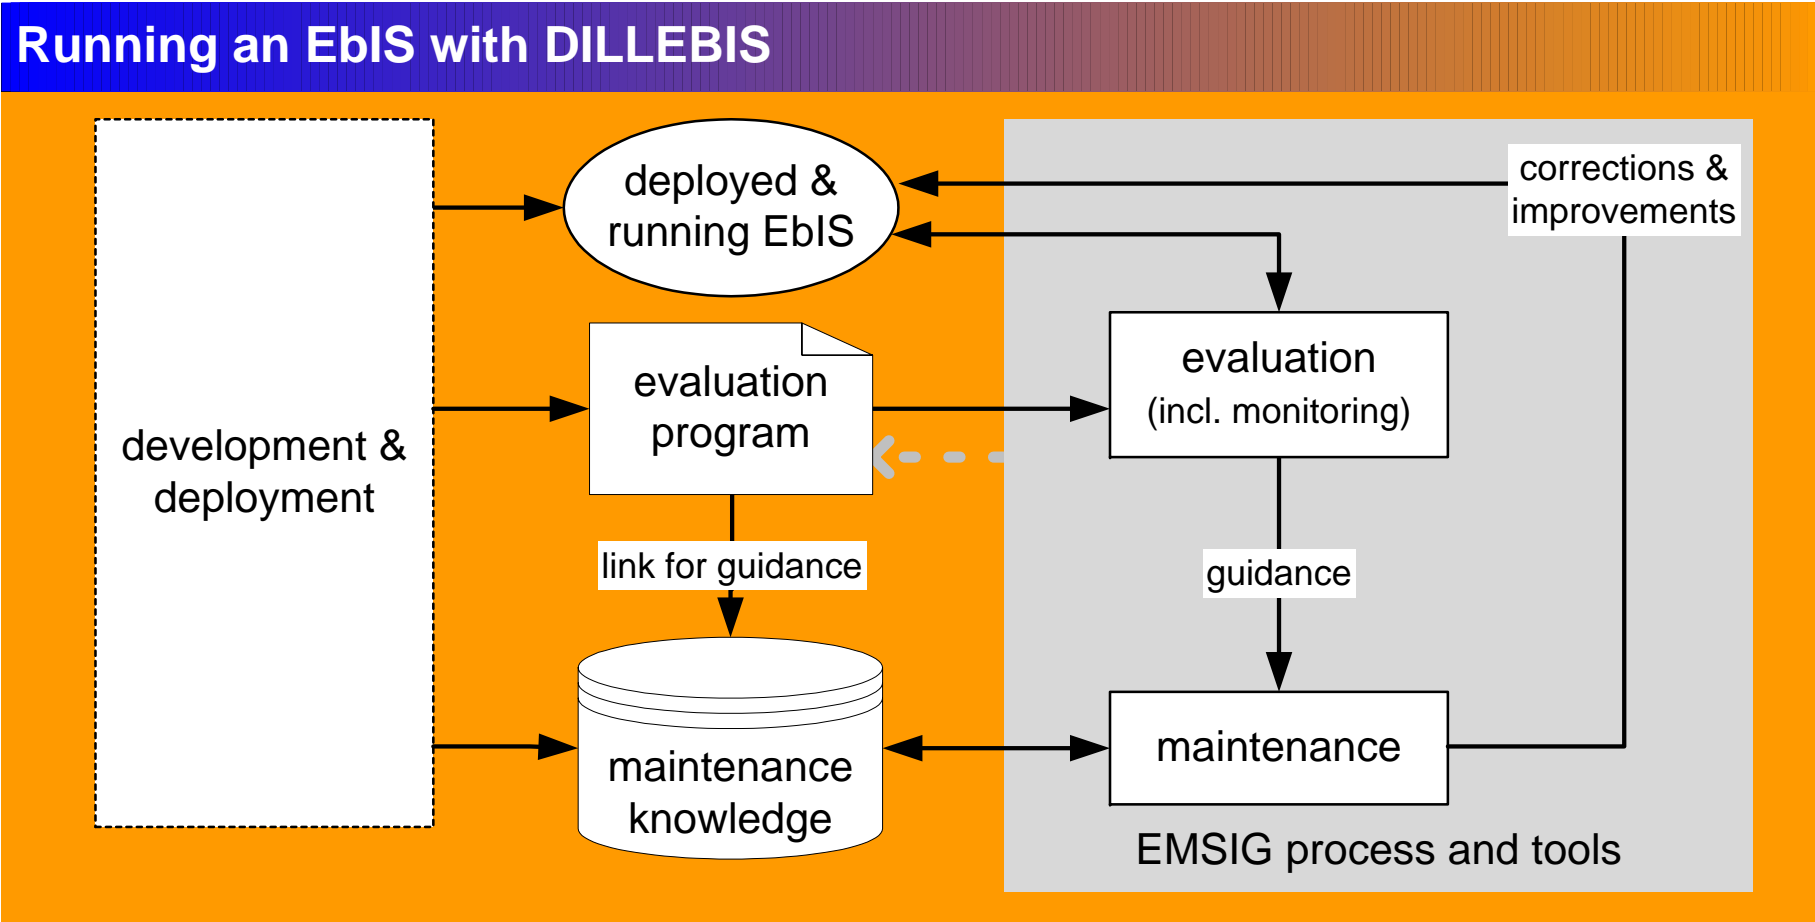 Running an EbIS with DILLEBIS
development &
deployment
deployed &
running EbIS
evaluation
program
link for guidance
maintenance
knowledge
corrections &
improvements
evaluation
(incl. monitoring)
guidance
maintenance
EMSIG process and tools